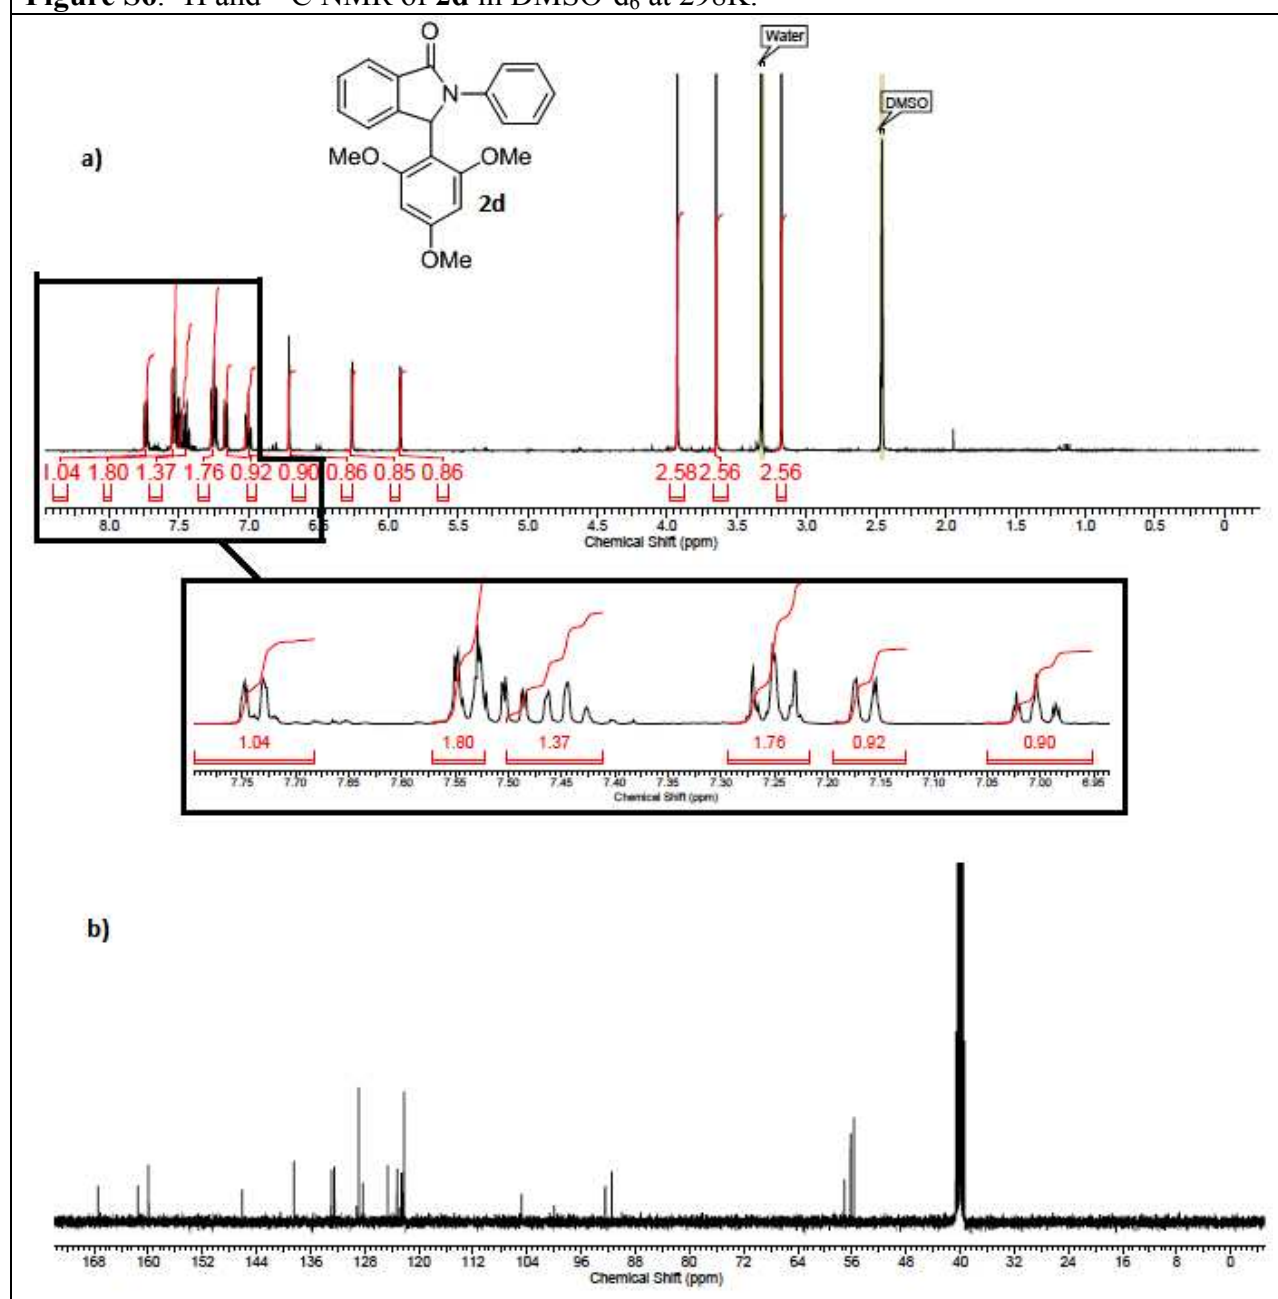 Figure S6. ¹H and ¹³C NMR of 2d in DMSO-d₆ at 298K.
O
N
MeO
OMe
2d
OMe
a)
Water
DMSO
1.04 1.80 1.37 1.76 0.92 0.90 0.86 0.85 0.86 2.58 2.56 2.56
8.0 7.5 7.0 6.5 6.0 5.5 5.0 4.5 4.0 3.5 3.0 2.5 2.0 1.5 1.0 0.5 0
Chemical Shift (ppm)
1.04 1.80 1.37 1.76 0.92 0.90
7.75 7.70 7.65 7.60 7.55 7.50 7.45 7.40 7.35 7.30 7.25 7.20 7.15 7.10 7.05 7.00 6.95
Chemical Shift (ppm)
b)
168 160 152 144 136 128 120 112 104 96 88 80 72 64 56 48 40 32 24 16 8 0
Chemical Shift (ppm)